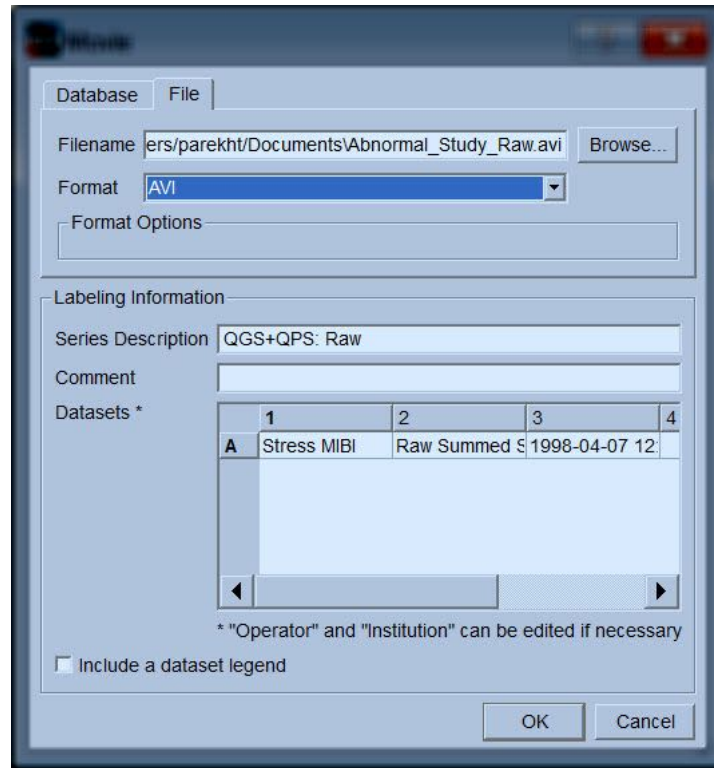 Movie
Database File
Filename ers/parekht/Documents\Abnormal_Study_Raw.avi Browse...
Format AVI
Format Options
Labeling Information
Series Description QGS+QPS: Raw
Comment
Datasets *
1 2 3 4
A Stress MIBI Raw Summed S 1998-04-07 12:
* "Operator" and "Institution" can be edited if necessary
Include a dataset legend
OK Cancel